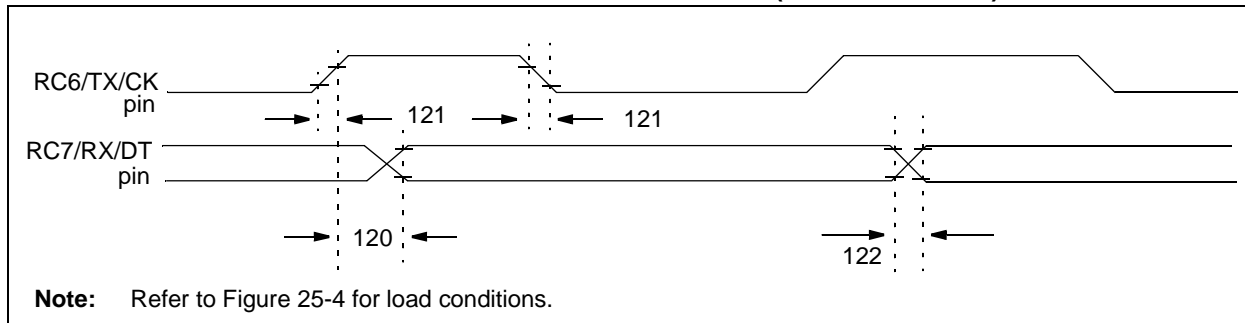 RC6/TX/CK
pin
121
121
RC7/RX/DT
pin
120
122
Note: Refer to Figure 25-4 for load conditions.